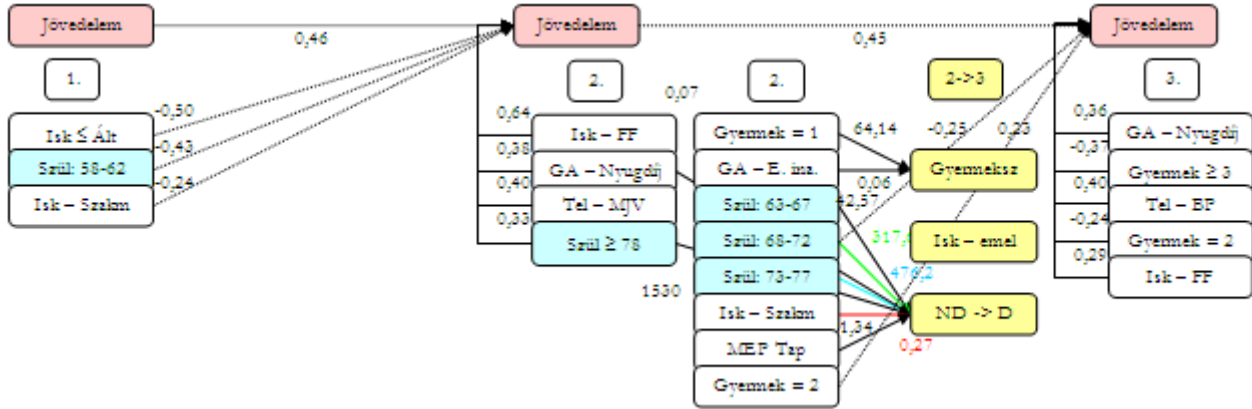 Jövedelem
Jövedelem
Jövedelem
0,46
0,45
1.
2.
2.
2->3
3.
-0,50
Isk ≤ Ált
-0,43
Szül: 58-62
-0,24
Isk – Szakm
0,64
Isk – FF
0,38
GA – Nyugdíj
0,40
Tel – MJV
0,33
Szül ≥ 78
0,07
1530
Gyermek = 1
GA – E. ina.
Szül: 63-67
Szül: 68-72
Szül: 73-77
Isk – Szakm
MEP Tap
Gyermek = 2
64,14
0,06
42,57
476,2
1,34
0,27
-0,25
0,23
Gyermeksz
Isk – emel
ND -> D
0,36
GA – Nyugdíj
-0,37
Gyermek ≥ 3
0,40
Tel – BP
-0,24
Gyermek = 2
0,29
Isk – FF